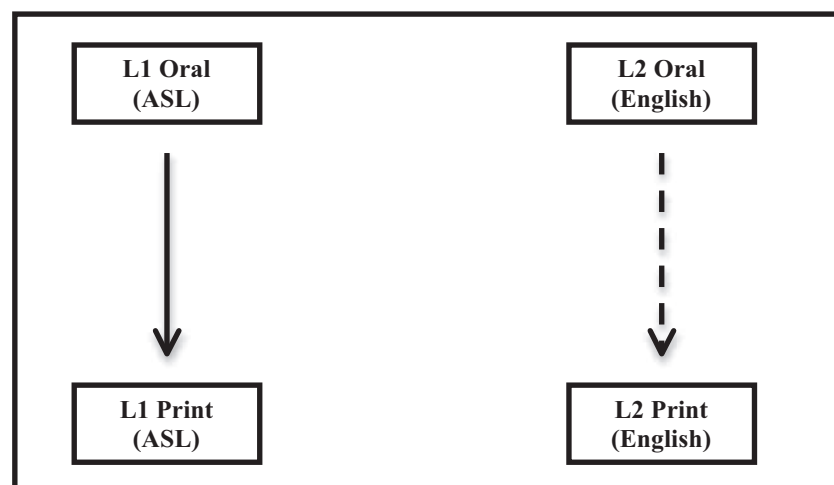 L1 Oral
(ASL)
L2 Oral
(English)
L1 Print
(ASL)
L2 Print
(English)